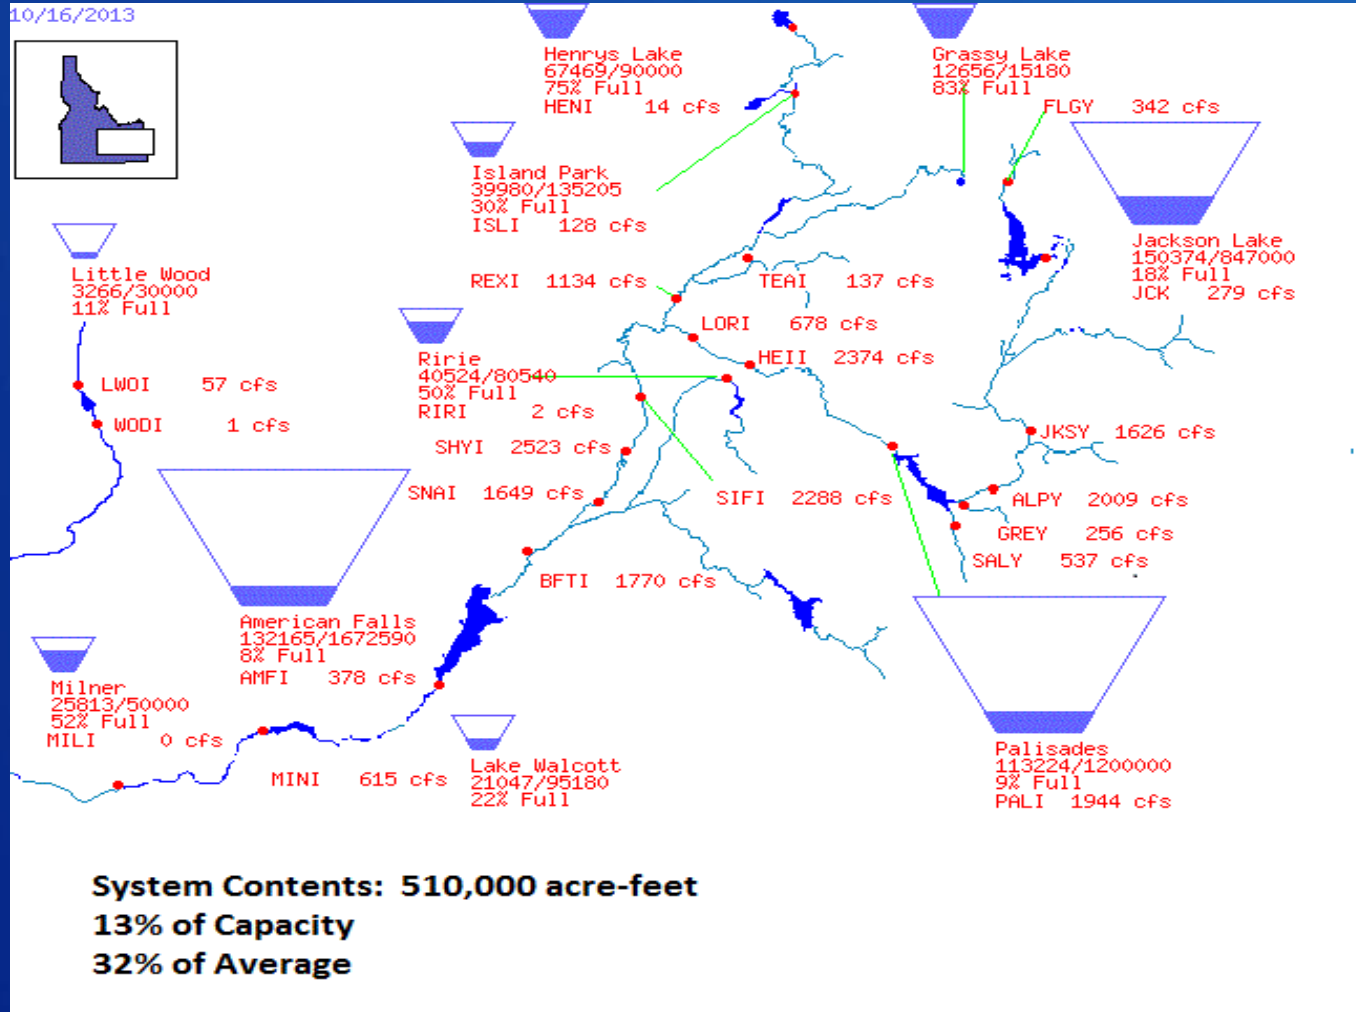 10/16/2013
Henrys Lake
67469/90000
75% Full
HENI 14 cfs
Grassy Lake
12656/15180
83% Full
FLGY 342 cfs
Island Park
39980/135205
30% Full
ISLI 128 cfs
Jackson Lake
150374/847000
18% Full
JCK 279 cfs
Little Wood
3266/30000
11% Full
REXI 1134 cfs
TEAI 137 cfs
LORI 678 cfs
HEII 2374 cfs
Ririe
40524/80540
50% Full
RIRI 2 cfs
LWOI 57 cfs
WODI 1 cfs
SHYI 2523 cfs
JKSY 1626 cfs
SNAI 1649 cfs
SIFI 2288 cfs
ALPY 2009 cfs
GREY 256 cfs
SALY 537 cfs
BFTI 1770 cfs
American Falls
132165/1672590
8% Full
AMFI 378 cfs
Milner
25813/50000
52% Full
MILI 0 cfs
MINI 615 cfs
Lake Walcott
21047/95180
22% Full
Palisades
113224/1200000
9% Full
PALI 1944 cfs
System Contents: 510,000 acre-feet
13% of Capacity
32% of Average